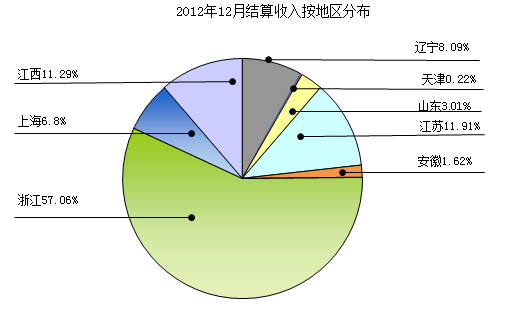 2012年12月结算收入按地区分布
辽宁8.09%
江西11.29%
天津0.22%
山东3.01%
上海6.8%
江苏11.91%
安徽1.62%
浙江57.06%